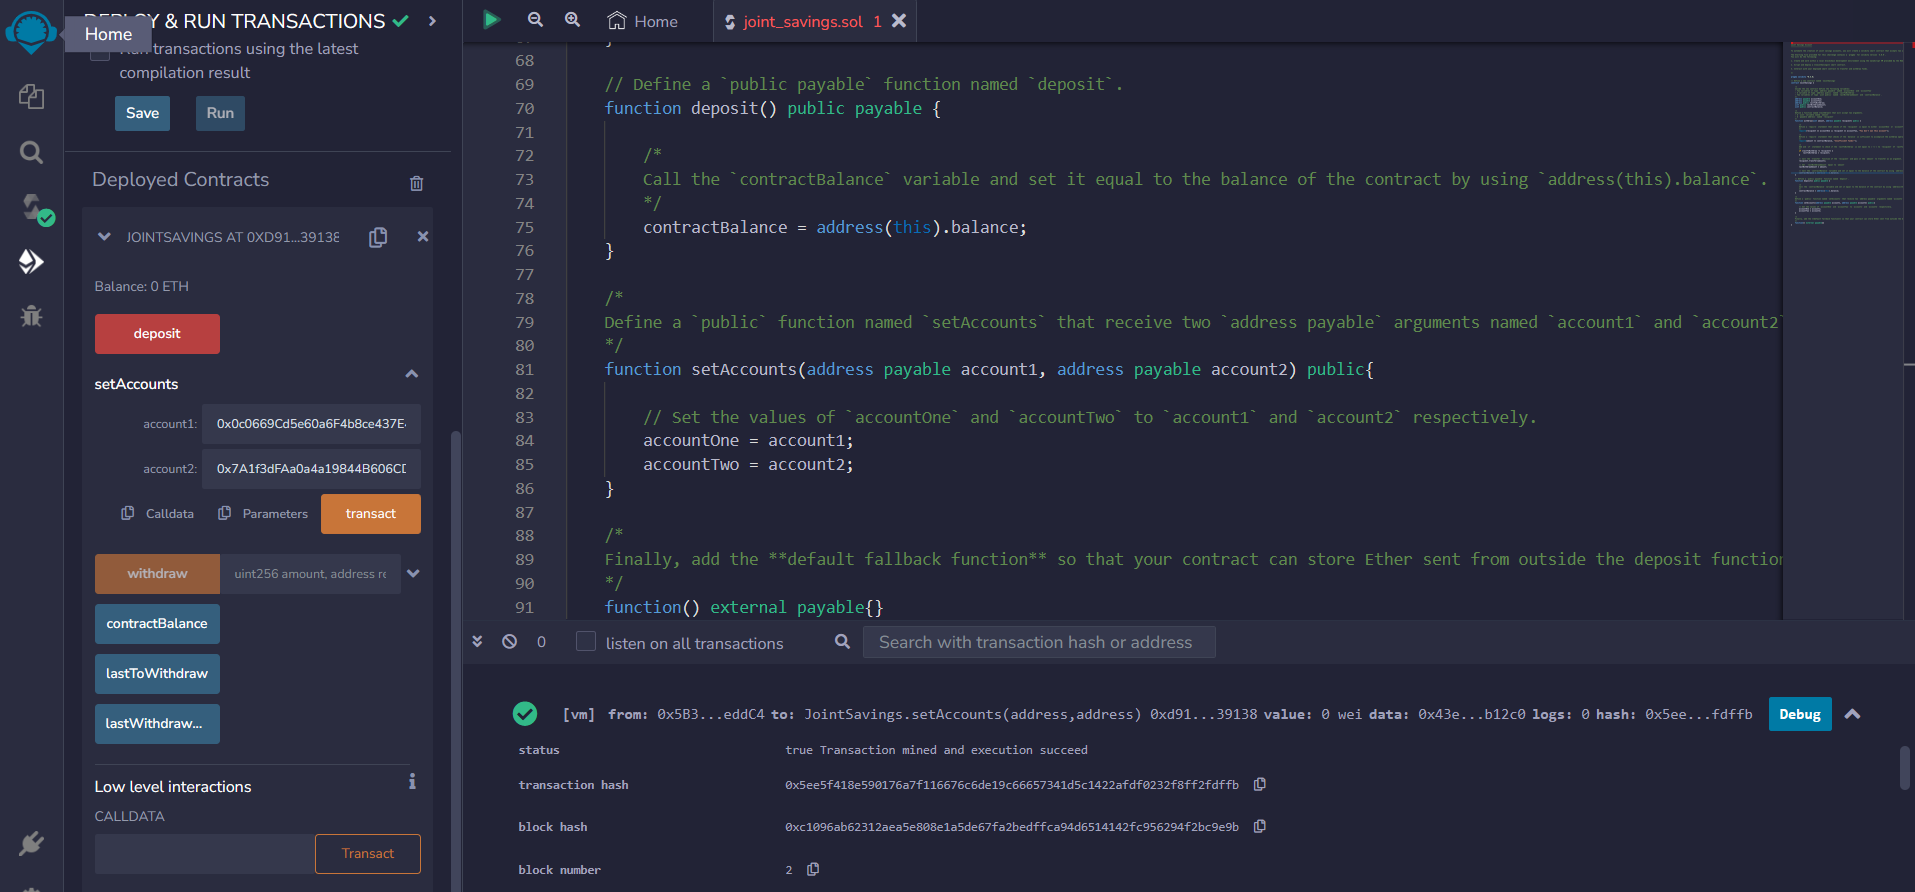 DEPLOY & RUN TRANSACTIONS
Home
Run transactions using the latest
compilation result
Save
Run
Deployed Contracts
JOINTSAVINGS AT 0XD91...39138
Balance: 0 ETH
deposit
setAccounts
account1:
0x0c0669Cd5e60a6F4b8ce437E
account2:
0x7A1f3dFAa0a4a19844B606CD
Calldata
Parameters
transact
withdraw
uint256 amount, address re
contractBalance
lastToWithdraw
lastWithdraw...
Low level interactions
i
CALLDATA
Transact
Home
joint_savings.sol 1
68
69 // Define a `public payable` function named `deposit`.
70 function deposit() public payable {
71
72 /*
73 Call the `contractBalance` variable and set it equal to the balance of the contract by using `address(this).balance`.
74 */
75 contractBalance = address(this).balance;
76 }
77
78 /*
79 Define a `public` function named `setAccounts` that receive two `address payable` arguments named `account1` and `account2`
80 */
81 function setAccounts(address payable account1, address payable account2) public{
82
83 // Set the values of `accountOne` and `accountTwo` to `account1` and `account2` respectively.
84 accountOne = account1;
85 accountTwo = account2;
86 }
87
88 /*
89 Finally, add the **default fallback function** so that your contract can store Ether sent from outside the deposit function
90 */
91 function() external payable{}
0
listen on all transactions
Search with transaction hash or address
[vm] from: 0x5B3...eddC4 to: JointSavings.setAccounts(address,address) 0xd91...39138 value: 0 wei data: 0x43e...b12c0 logs: 0 hash: 0x5ee...fdffb
Debug
status true Transaction mined and execution succeed
transaction hash 0x5ee5f418e590176a7f116676c6de19c66657341d5c1422afdf0232f8ff2fdffb
block hash 0xc1096ab62312aea5e808e1a5de67fa2bedffca94d6514142fc956294f2bc9e9b
block number 2